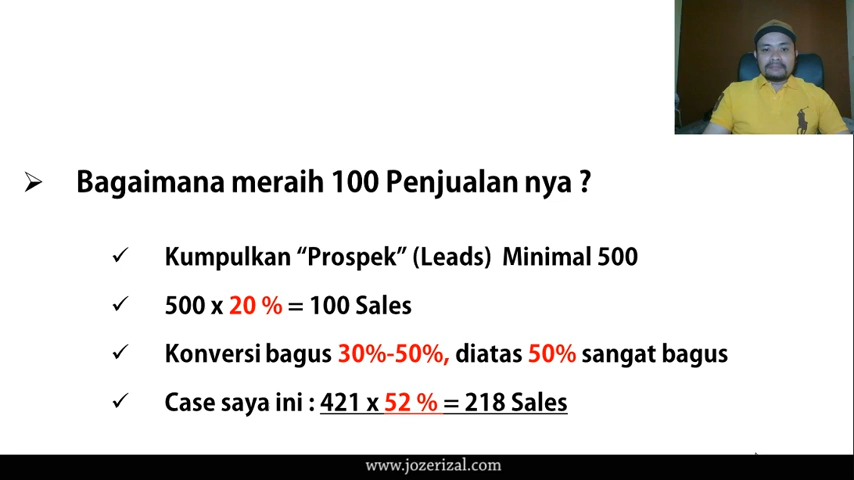 Bagaimana meraih 100 Penjualan nya ?
Kumpulkan “Prospek” (Leads) Minimal 500
500 x 20 % = 100 Sales
Konversi bagus 30%-50%, diatas 50% sangat bagus
Case saya ini : 421 x 52 % = 218 Sales
www.jozerizal.com